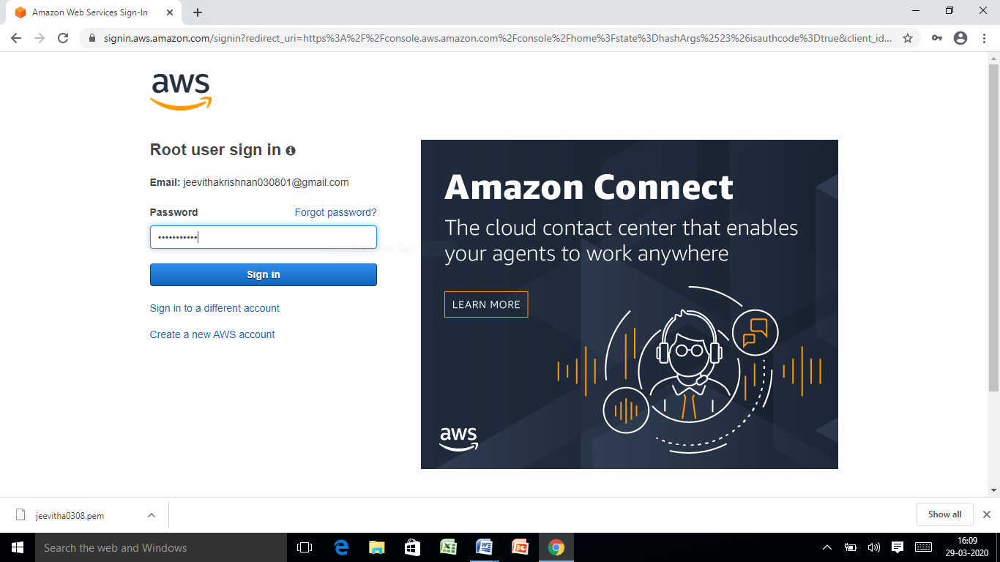 Amazon Web Services Sign-In
signin.aws.amazon.com/signin?redirect_uri=https%3A%2F%2Fconsole.aws.amazon.com%2Fconsole%2Fhome%3Fstate%3DhashArgs%2523%26isauthcode%3Dtrue&client_id...
aws
Root user sign in
Email: jeevithakrishnan030801@gmail.com
Password Forgot password?
•••••••••••
Sign in
Sign in to a different account
Create a new AWS account
Amazon Connect
The cloud contact center that enables
your agents to work anywhere
LEARN MORE
aws
jeevitha0308.pem
Show all
Search the web and Windows
16:09
29-03-2020